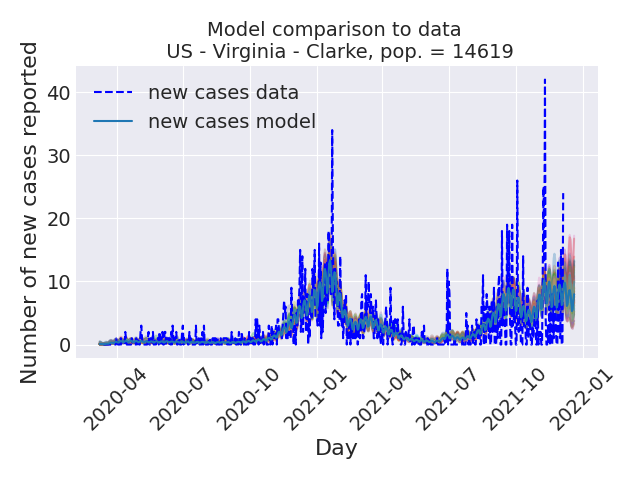 Model comparison to data
US - Virginia - Clarke, pop. = 14619
new cases data
new cases model
Number of new cases reported
40
30
20
10
0
2020-04
2020-07
2020-10
2021-01
2021-04
2021-07
2021-10
2022-01
Day